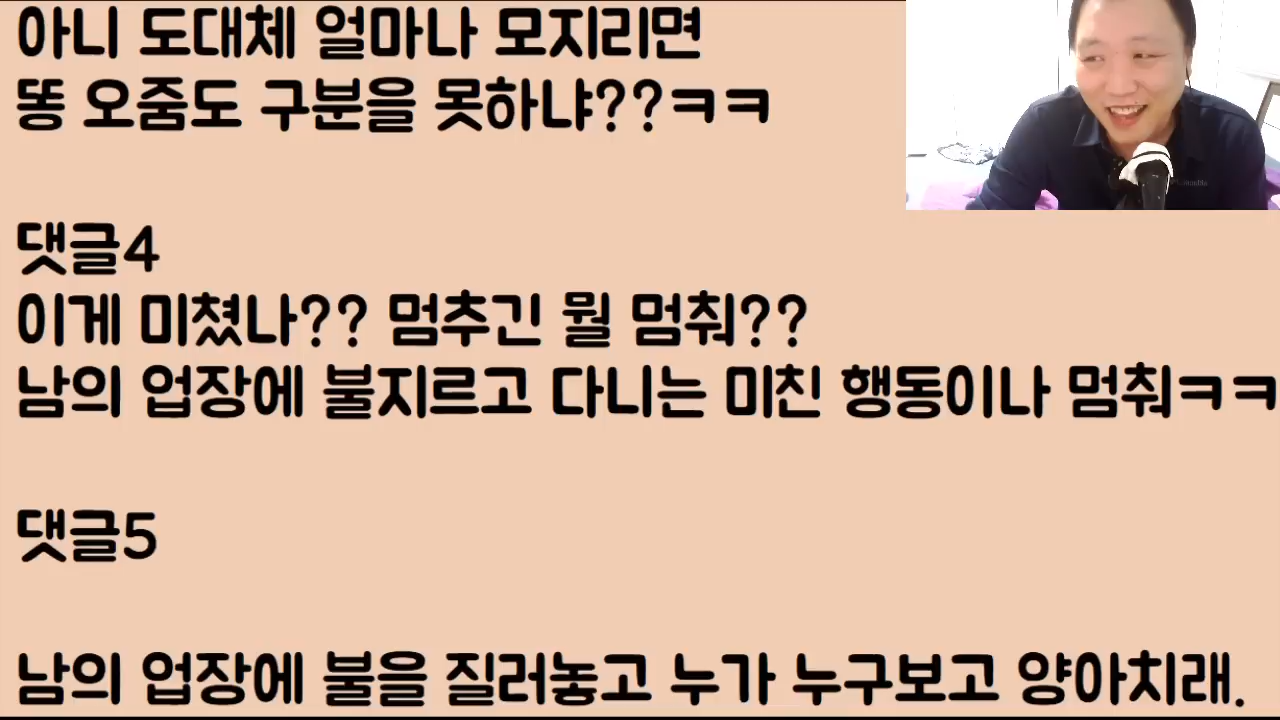 아니 도대체 얼마나 모지리면
똥 오줌도 구분을 못하냐??ㅋㅋ
댓글4
이게 미쳤나?? 멈추긴 뭘 멈춰??
남의 업장에 불지르고 다니는 미친 행동이나 멈춰ㅋㅋ
댓글5
남의 업장에 불을 질러놓고 누가 누구보고 양아치래.